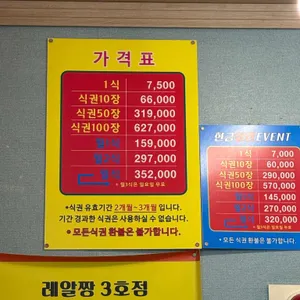 가격표
1식 7,500
식권10장 66,000
식권50장 319,000
식권100장 627,000
159,000
297,000
352,000
*식권 유효기간 2개월~3개월 입니다.
기간 경과한 식권은 사용하실 수 없습니다.
*모든식권 환불은 불가합니다.
EVENT
1식 7,000
식권10장 60,000
식권50장 290,000
식권100장 570,000
145,000
270,000
320,000
*모든식권 환불은 불가합니다.
레알짱 3호점